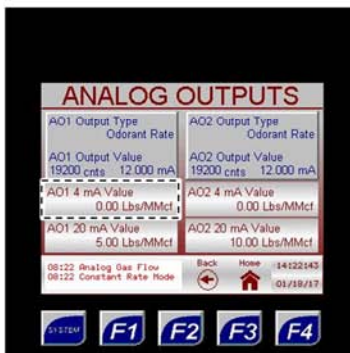 ANALOG OUTPUTS
AO1 Output Type
Odorant Rate
AO1 Output Value
19200 cnts 12.000 mA
AO2 Output Type
Odorant Rate
AO2 Output Value
19200 cnts 12.000 mA
AO1 4 mA Value
0.00 Lbs/MMcf
AO2 4 mA Value
0.00 Lbs/MMcf
AO1 20 mA Value
5.00 Lbs/MMcf
AO2 20 mA Value
10.00 Lbs/MMcf
08:22 Analog Gas Flow
08:22 Constant Rate Mode
Back
Home
14:22:43
01/18/17
SYSTEM F1 F2 F3 F4